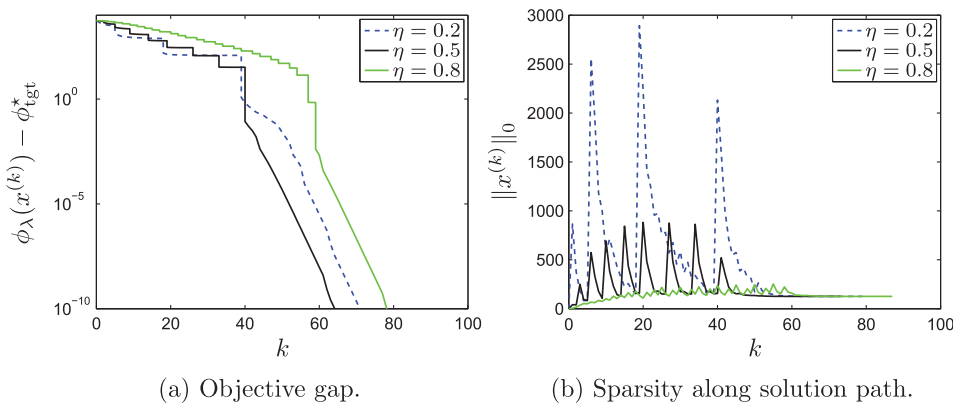 η = 0.2
η = 0.5
η = 0.8
10^0
10^{-5}
10^{-10}
0 20 40 60 80 100
k
ϕ_λ(x^{(k)}) − ϕ^⋆_{tgt}
(a) Objective gap.
3000
2500
2000
1500
1000
500
0
η = 0.2
η = 0.5
η = 0.8
0 20 40 60 80 100
k
‖x^{(k)}‖_0
(b) Sparsity along solution path.